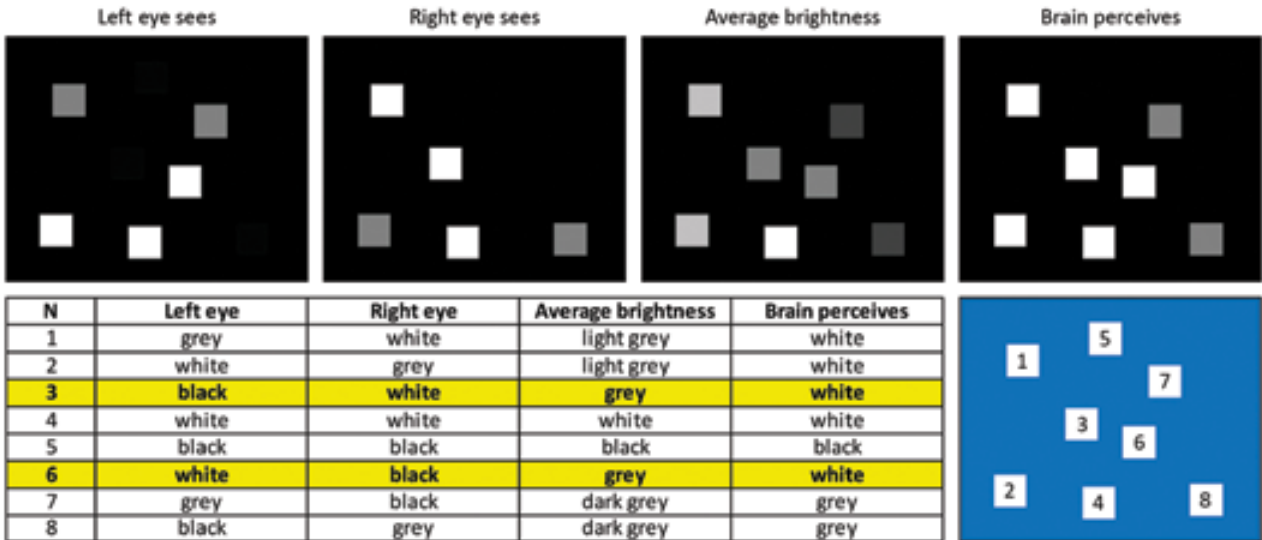 Left eye sees Right eye sees Average brightness Brain perceives
N Left eye Right eye Average brightness Brain perceives
1 grey white light grey white
2 white grey light grey white
3 black white grey white
4 white white white white
5 black black black black
6 white black grey white
7 grey black dark grey grey
8 black grey dark grey grey
5
1
7
3
6
2
4
8